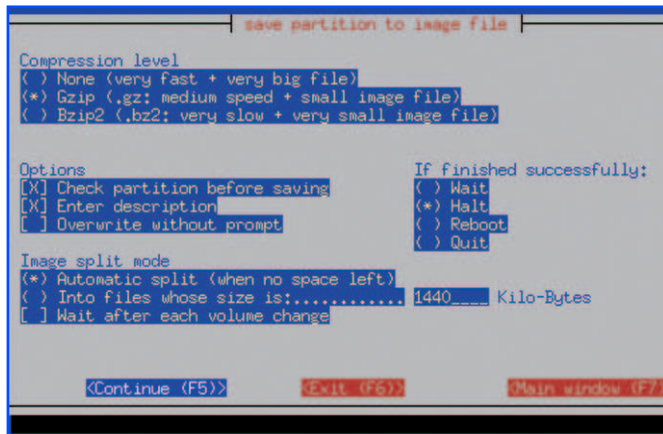 save partition to image file
Compression level
( ) None (very fast + very big file)
(*) Gzip (.gz: medium speed + small image file)
( ) Bzip2 (.bz2: very slow + very small image file)
Options
[X] Check partition before saving
[X] Enter description
[ ] Overwrite without prompt
If finished successfully:
( ) Wait
(*) Halt
( ) Reboot
( ) Quit
Image split mode
(*) Automatic split (when no space left)
( ) Into files whose size is:............ 1440____ Kilo-Bytes
[ ] Wait after each volume change
<Continue (F5)> <Exit (F6)> <Main window (F7)